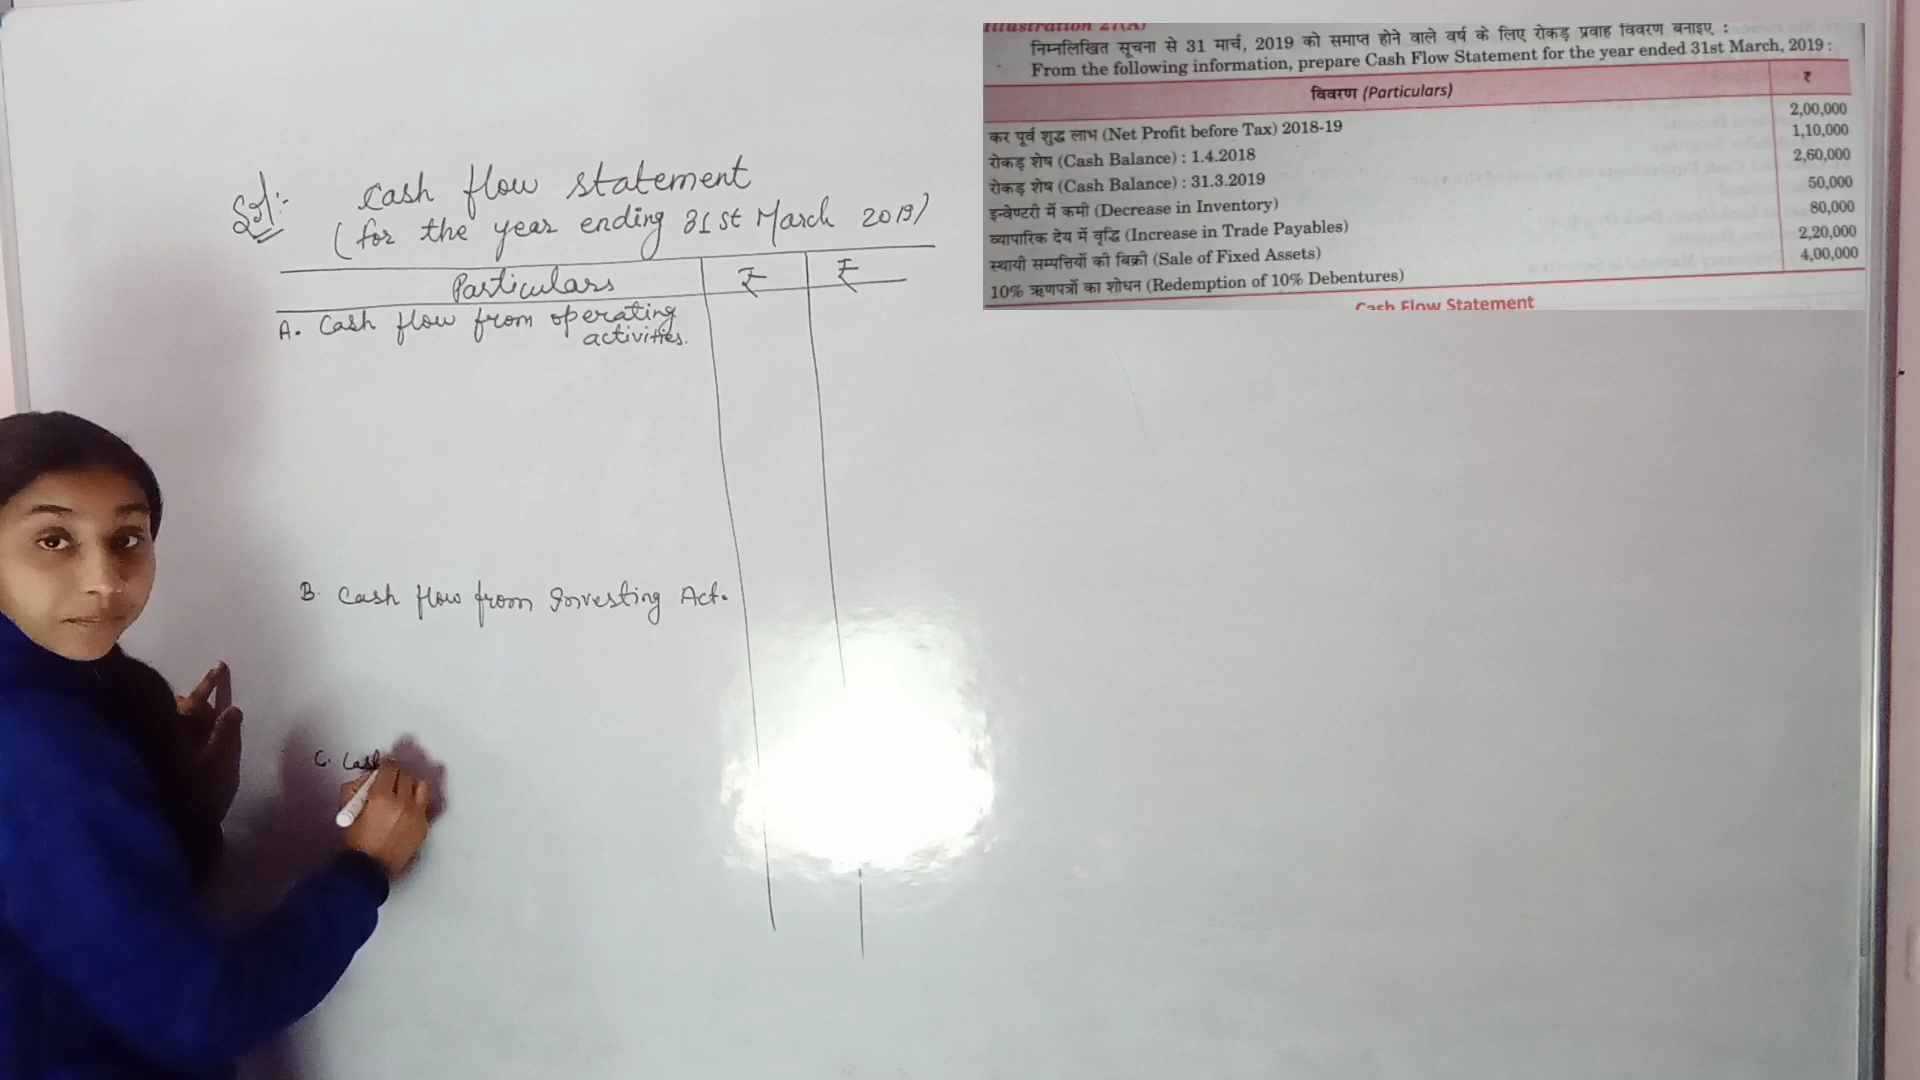 Sol:-
Cash flow statement
(for the year ending 31st March 2019)
Particulars ₹ ₹
A. Cash flow from operating
activities.
B. Cash flow from Investing Act.
C. Cash
Illustration 27(A)
निम्नलिखित सूचना से 31 मार्च, 2019 को समाप्त होने वाले वर्ष के लिए रोकड़ प्रवाह विवरण बनाइए :
From the following information, prepare Cash Flow Statement for the year ended 31st March, 2019 :
विवरण (Particulars) ₹
कर पूर्व शुद्ध लाभ (Net Profit before Tax) 2018-19 2,00,000
रोकड़ शेष (Cash Balance) : 1.4.2018 1,10,000
रोकड़ शेष (Cash Balance) : 31.3.2019 2,60,000
इन्वेण्टरी में कमी (Decrease in Inventory) 50,000
व्यापारिक देय में वृद्धि (Increase in Trade Payables) 80,000
स्थायी सम्पत्तियों की बिक्री (Sale of Fixed Assets) 2,20,000
10% ऋणपत्रों का शोधन (Redemption of 10% Debentures) 4,00,000
Cash Flow Statement